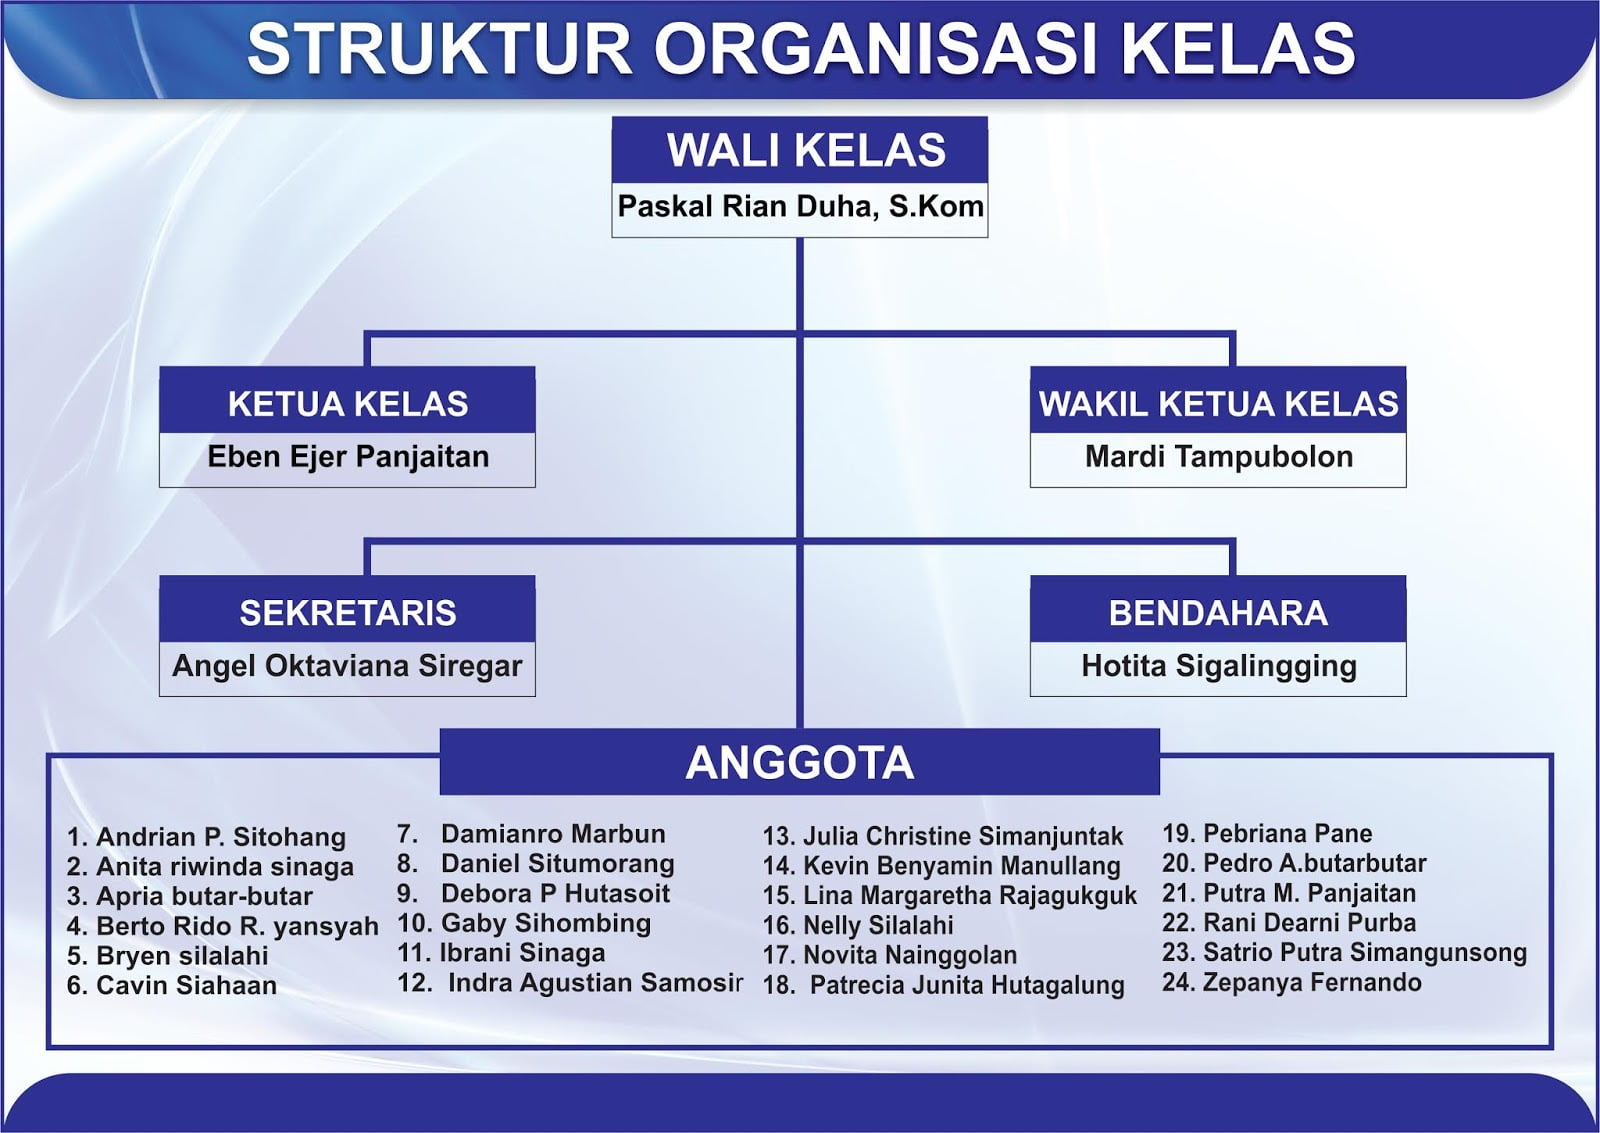 STRUKTUR ORGANISASI KELAS
WALI KELAS
Paskal Rian Duha, S.Kom
KETUA KELAS
Eben Ejer Panjaitan
WAKIL KETUA KELAS
Mardi Tampubolon
SEKRETARIS
Angel Oktaviana Siregar
BENDAHARA
Hotita Sigalingging
ANGGOTA
1. Andrian P. Sitohang
2. Anita riwinda sinaga
3. Apria butar-butar
4. Berto Rido R. yansyah
5. Bryen silalahi
6. Cavin Siahaan
7. Damianro Marbun
8. Daniel Situmorang
9. Debora P Hutasoit
10. Gaby Sihombing
11. Ibrani Sinaga
12. Indra Agustian Samosir
13. Julia Christine Simanjuntak
14. Kevin Benyamin Manullang
15. Lina Margaretha Rajagukguk
16. Nelly Silalahi
17. Novita Nainggolan
18. Patrecia Junita Hutagalung
19. Pebriana Pane
20. Pedro A.butarbutar
21. Putra M. Panjaitan
22. Rani Dearni Purba
23. Satrio Putra Simangunsong
24. Zepanya Fernando